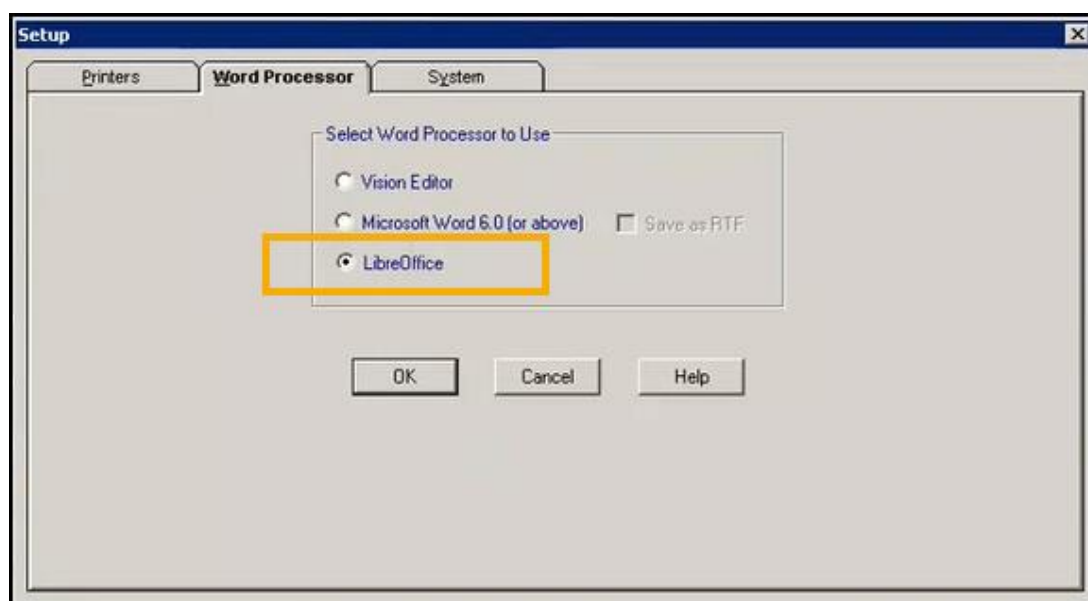 Setup
Printers Word Processor System
Select Word Processor to Use
Vision Editor
Microsoft Word 6.0 (or above) Save as RTF
LibreOffice
OK Cancel Help